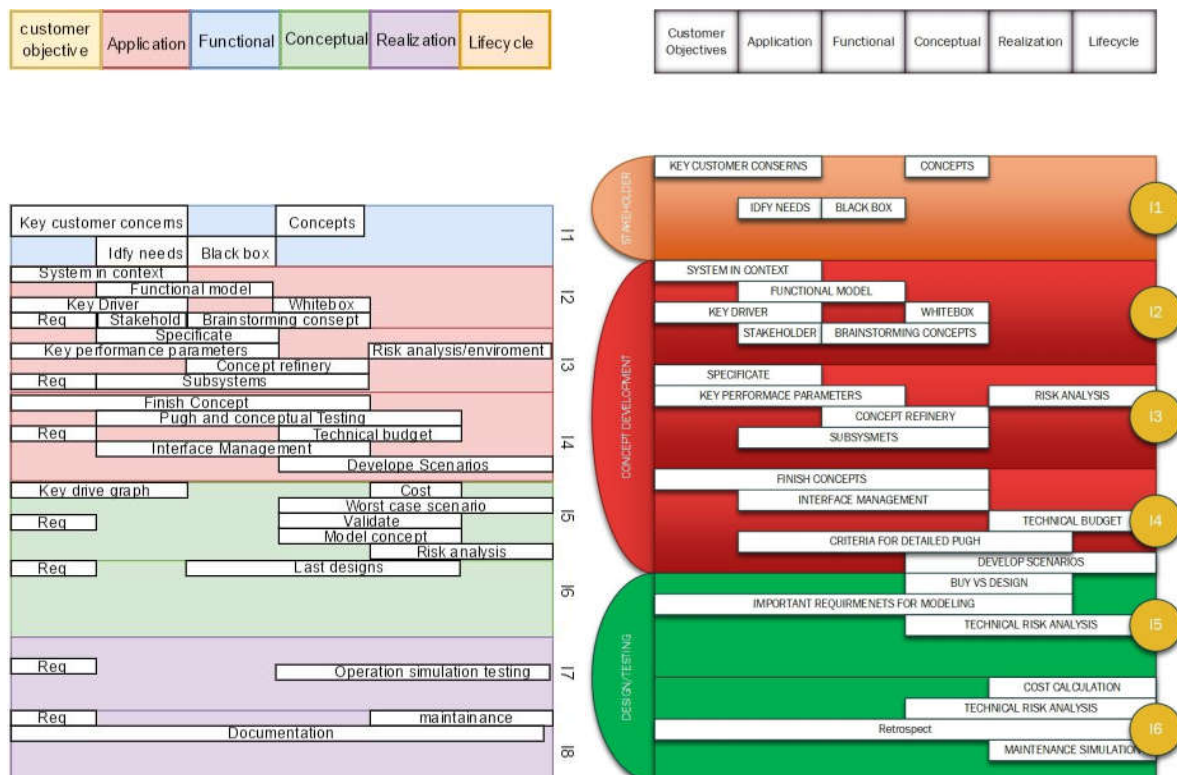 customer objective
Application
Functional
Conceptual
Realization
Lifecycle
Key customer concerns
Concepts
Idfy needs
Black box
I1
System in context
Functional model
Key Driver
Whitebox
Stakehold
Brainstorming consept
I2
Specificate
Key performance parameters
Risk analysis/enviroment
Concept refinery
Req
Subsystems
I3
Finish Concept
Pugh and conceptual Testing
Req
Technical budget
Interface Management
Develope Scenarios
I4
Key drive graph
Cost
Worst case scenario
Req
Validate
Model concept
Risk analysis
I5
Req
Last designs
I6
Req
Operation simulation testing
I7
Req
maintainance
Documentation
I8
Customer Objectives
Application
Functional
Conceptual
Realization
Lifecycle
STAKEHOLDER
KEY CUSTOMER CONSERNS
CONCEPTS
IDFY NEEDS
BLACK BOX
I1
CONCEPT DEVELOPMENT
SYSTEM IN CONTEXT
FUNCTIONAL MODEL
KEY DRIVER
WHITEBOX
STAKEHOLDER
BRAINSTORMING CONCEPTS
I2
SPECIFICATE
KEY PERFORMACE PARAMETERS
RISK ANALYSIS
CONCEPT REFINERY
SUBSYSMETS
I3
FINISH CONCEPTS
INTERFACE MANAGEMENT
TECHNICAL BUDGET
CRITERIA FOR DETAILED PUGH
DEVELOP SCENARIOS
I4
DESIGN/TESTING
BUY VS DESIGN
IMPORTANT REQUIRMENETS FOR MODELING
TECHNICAL RISK ANALYSIS
I5
COST CALCULATION
TECHNICAL RISK ANALYSIS
Retrospect
MAINTENANCE SIMULATION
I6